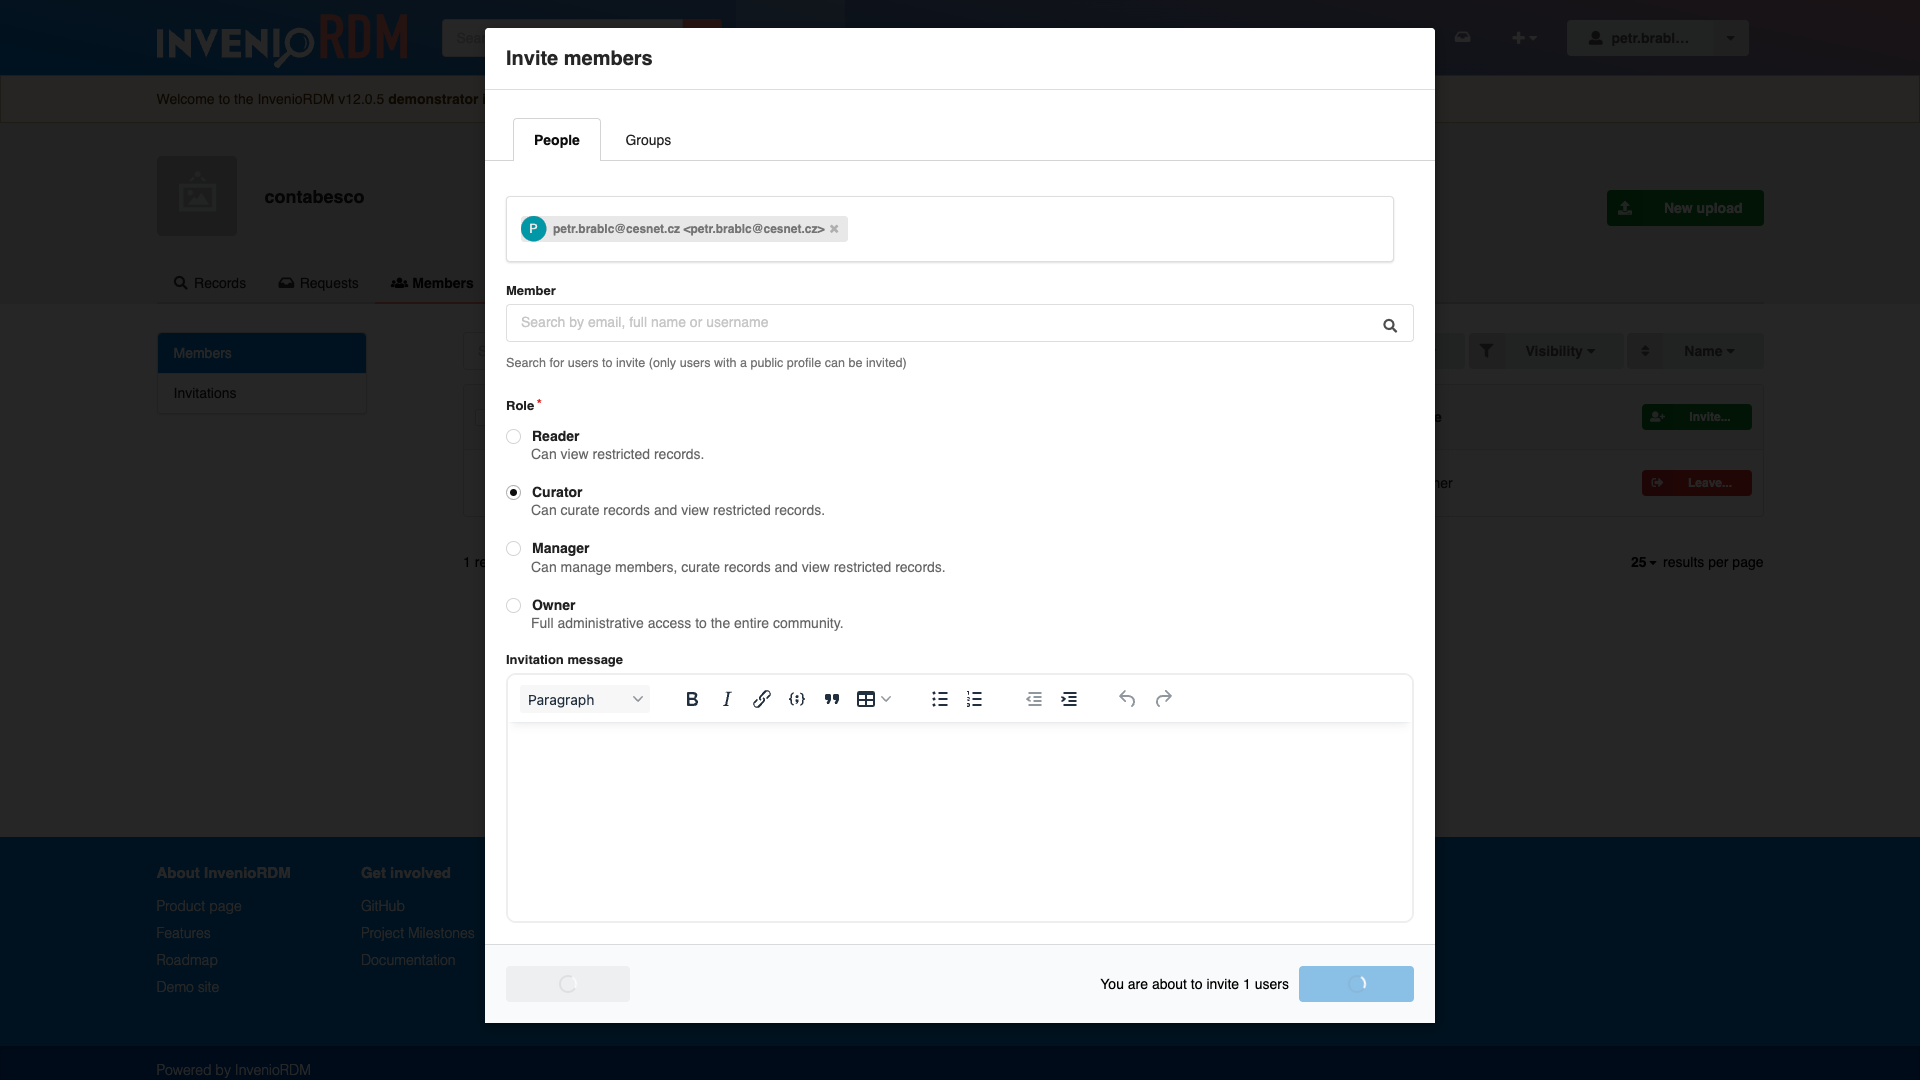 INVENIORDM
Sea
petr.brabl...
Welcome to the InvenioRDM v12.0.5 demonstrator
contabesco
New upload
Records
Requests
Members
Members
Invitations
Visibility
Name
Invite...
Leave...
25 results per page
Invite members
People
Groups
P
petr.brablc@cesnet.cz <petr.brablc@cesnet.cz>
Member
Search by email, full name or username
Search for users to invite (only users with a public profile can be invited)
Role *
Reader
Can view restricted records.
Curator
Can curate records and view restricted records.
Manager
Can manage members, curate records and view restricted records.
Owner
Full administrative access to the entire community.
Invitation message
Paragraph
You are about to invite 1 users
About InvenioRDM
Product page
Features
Roadmap
Demo site
Get involved
GitHub
Project Milestones
Documentation
Powered by InvenioRDM